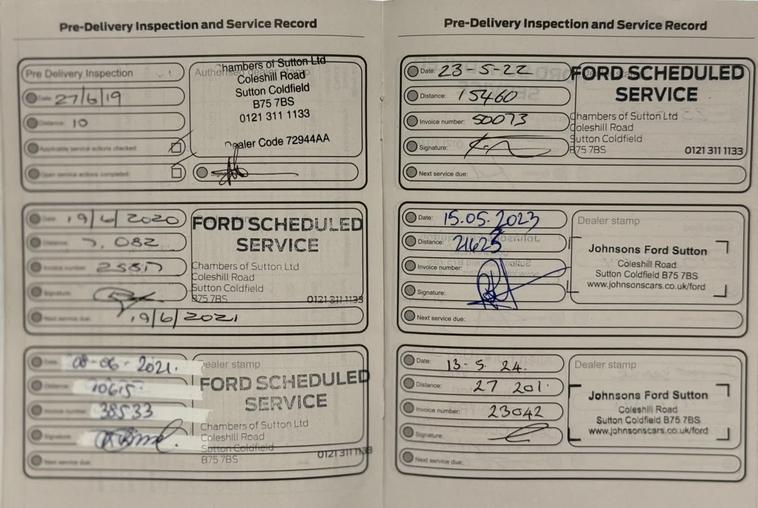 Pre-Delivery Inspection and Service Record
Pre Delivery Inspection
Date: 27/6/19
Distance: 10
Applicable service actions checked
Open service actions completed
Chambers of Sutton Ltd
Coleshill Road
Sutton Coldfield
B75 7BS
0121 311 1133
Dealer Code 72944AA
Date: 19/6/2020
Distance: 7,082
Invoice number:
Signature:
Next service due: 19/6/2021
FORD SCHEDULED
SERVICE
Chambers of Sutton Ltd
Coleshill Road
Sutton Coldfield
B75 7BS
0121 311 1133
Date: 08-06-2021.
Distance: 10615
Invoice number: 38533
Signature:
Next service due:
Dealer stamp
FORD SCHEDULED
SERVICE
Chambers of Sutton Ltd
Coleshill Road
Sutton Coldfield
B75 7BS
0121 311 1133
Pre-Delivery Inspection and Service Record
Date: 23-5-22
Distance: 15460
Invoice number: 50073
Signature:
Next service due:
FORD SCHEDULED
SERVICE
Chambers of Sutton Ltd
Coleshill Road
Sutton Coldfield
B75 7BS
0121 311 1133
Date: 15.05.2023
Distance: 21625
Invoice number:
Signature:
Next service due:
Dealer stamp
Johnsons Ford Sutton
Coleshill Road
Sutton Coldfield B75 7BS
www.johnsonscars.co.uk/ford
Date: 13-5.24.
Distance: 27 201.
Invoice number: 23042
Signature:
Next service due:
Dealer stamp
Johnsons Ford Sutton
Coleshill Road
Sutton Coldfield B75 7BS
www.johnsonscars.co.uk/ford